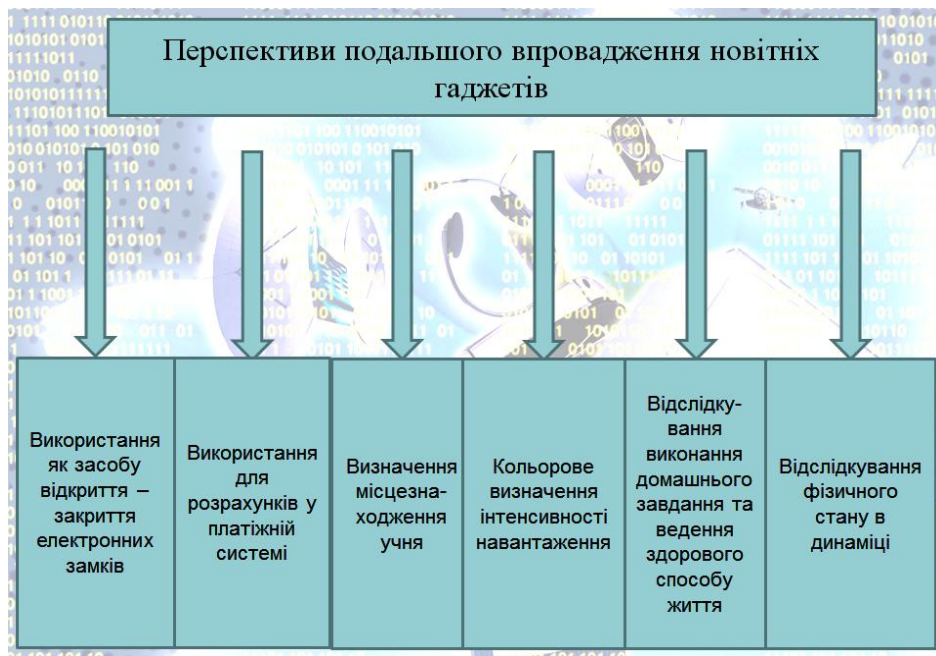 Перспективи подальшого впровадження новітніх
гаджетів
Використання
як засобу
відкриття –
закриття
електронних
замків
Використання
для
розрахунків у
платіжній
системі
Визначення
місцезна-
ходження
учня
Кольорове
визначення
інтенсивності
навантаження
Відслідку-
вання
виконання
домашнього
завдання та
ведення
здорового
способу
життя
Відслідкування
фізичного
стану в
динаміці